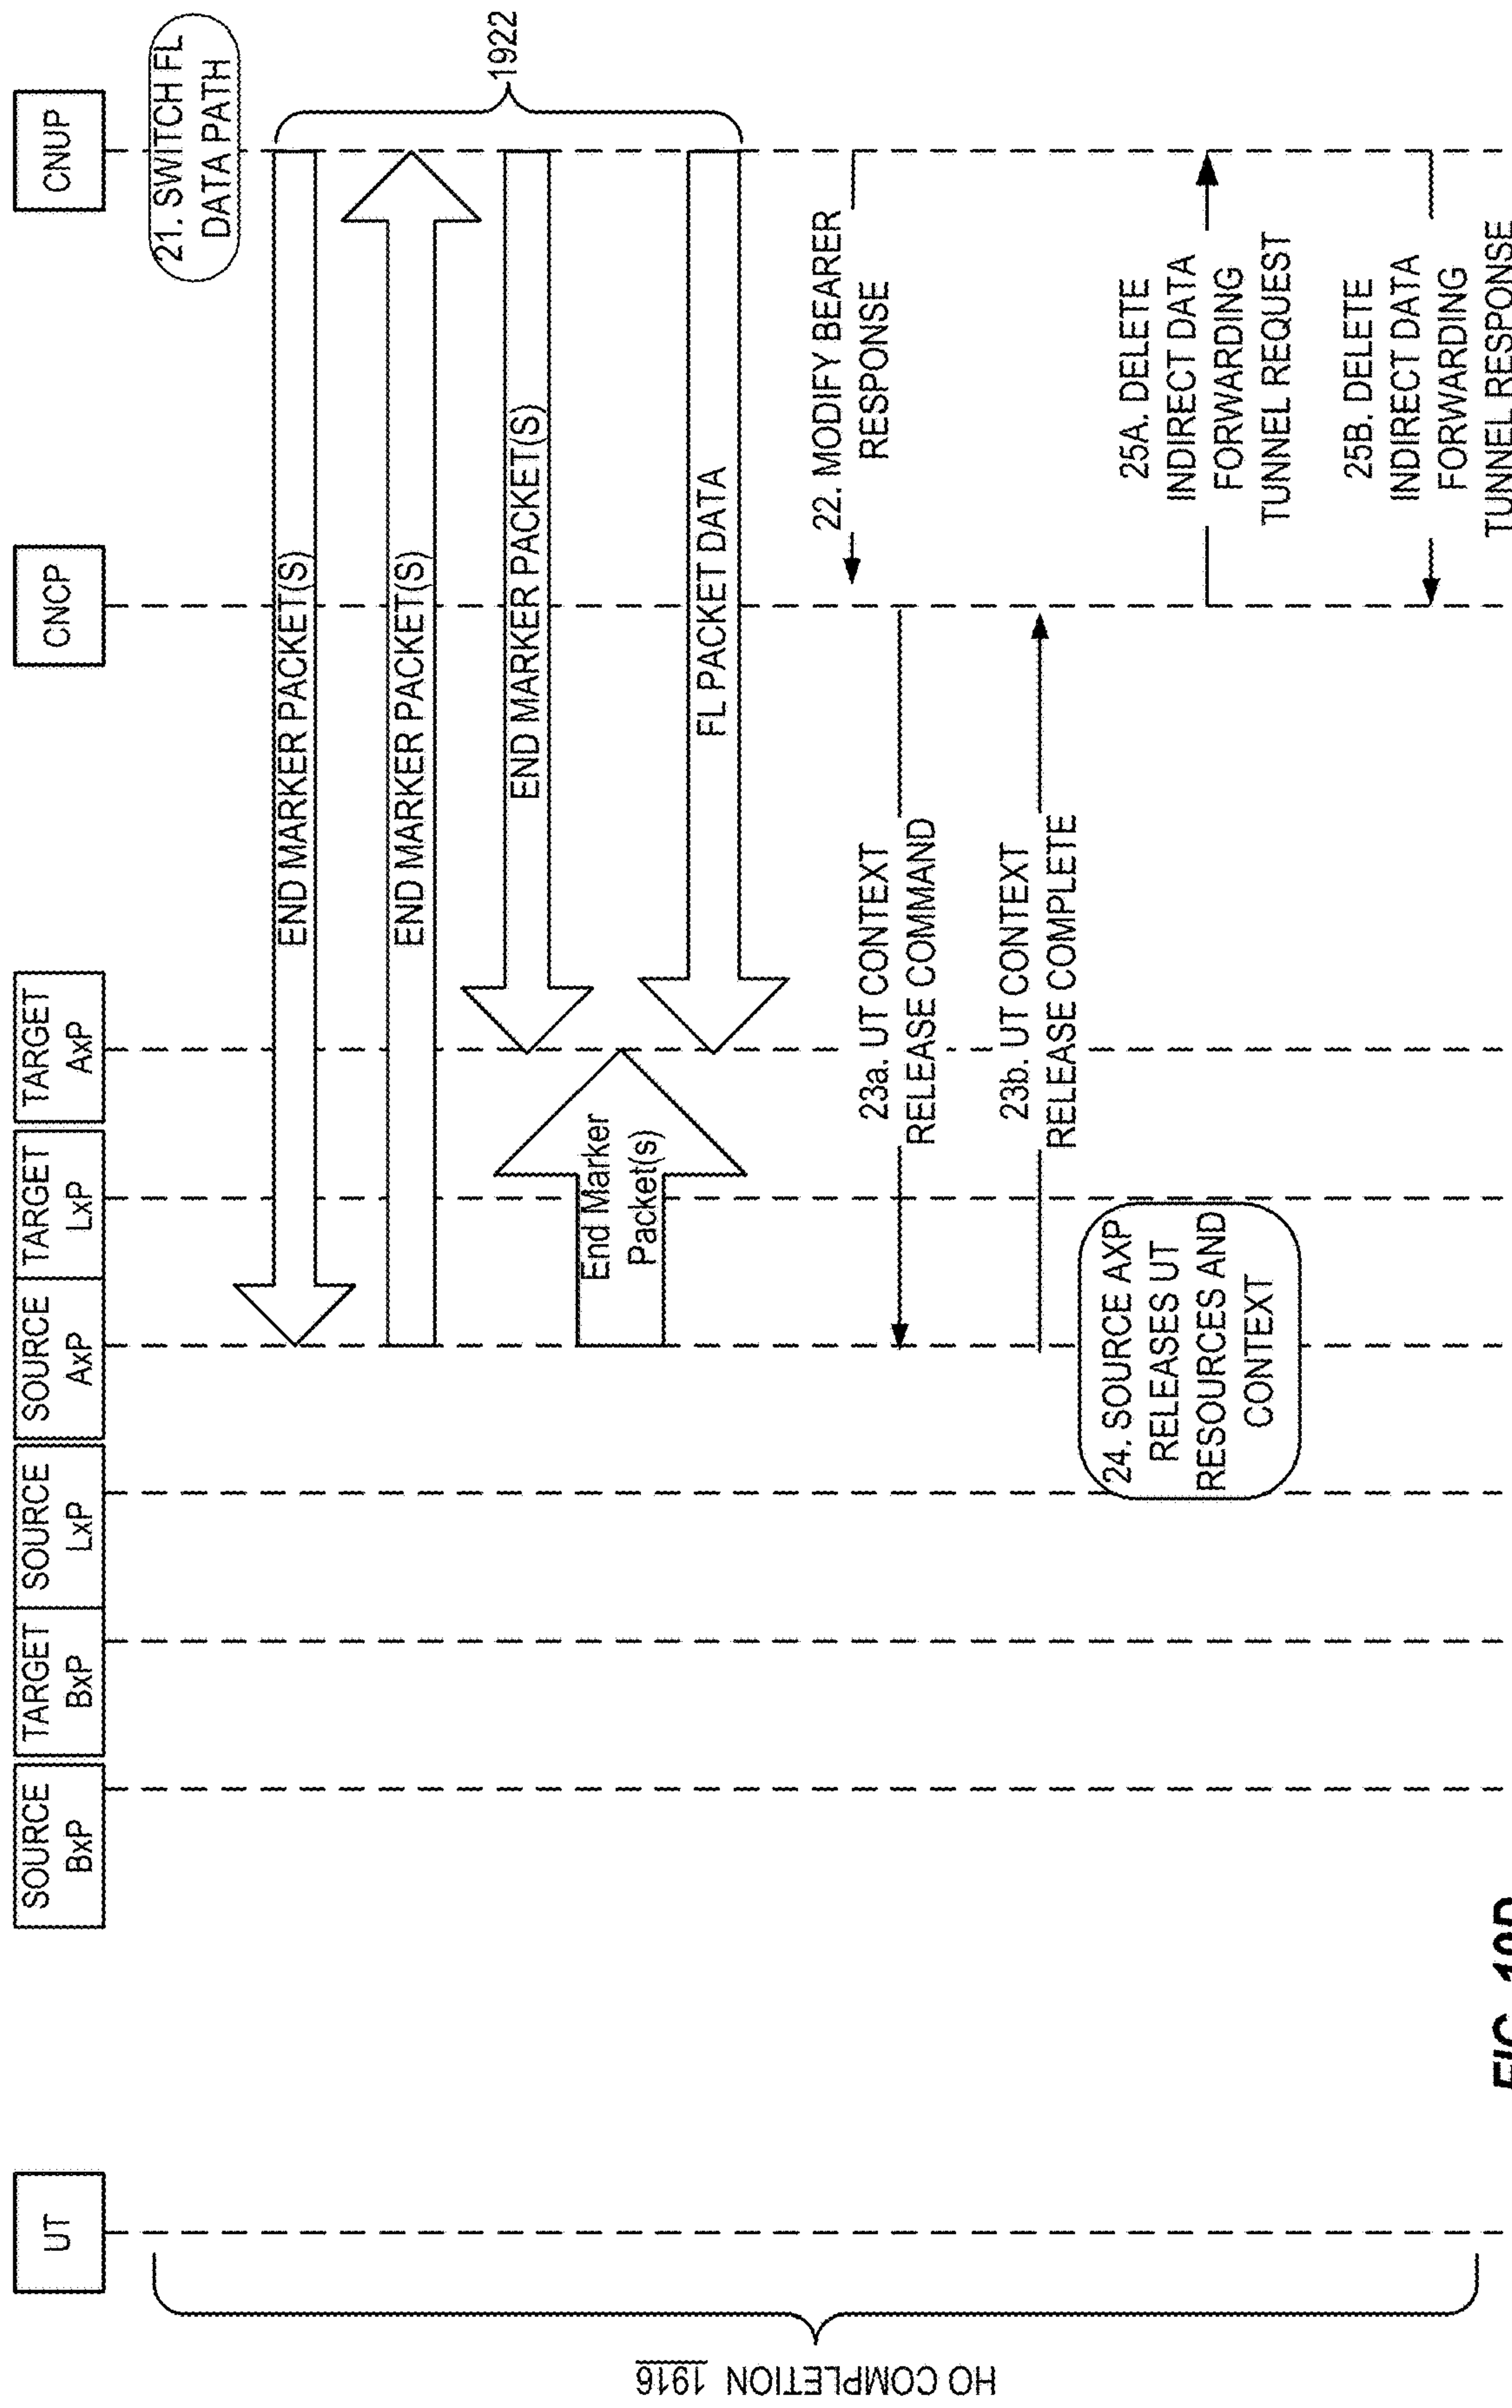 UT
SOURCE
BxP
TARGET
BxP
SOURCE
LxP
SOURCE
AxP
TARGET
LxP
TARGET
AxP
CNCP
CNUP
21. SWITCH FL
DATA PATH
END MARKER PACKET(S)
END MARKER PACKET(S)
END MARKER PACKET(S)
End Marker
Packet(s)
FL PACKET DATA
1922
22. MODIFY BEARER
RESPONSE
23a. UT CONTEXT
RELEASE COMMAND
23b. UT CONTEXT
RELEASE COMPLETE
24. SOURCE AXP
RELEASES UT
RESOURCES AND
CONTEXT
25A. DELETE
INDIRECT DATA
FORWARDING
TUNNEL REQUEST
25B. DELETE
INDIRECT DATA
FORWARDING
TUNNEL RESPONSE
HO COMPLETION 1916
FIG.